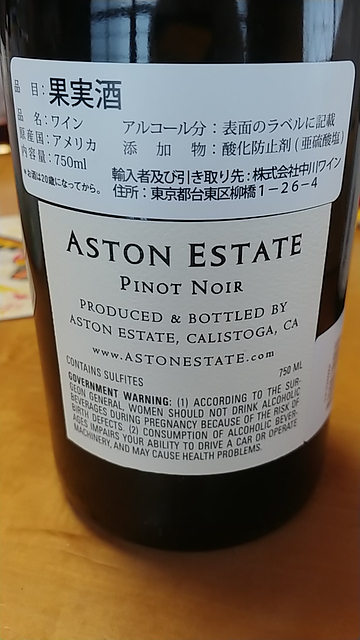 品 目：果実酒
品 名：ワイン
原産国：アメリカ
内容量：750ml
＊お酒は20歳になってから。
アルコール分：表面のラベルに記載
添 加 物：酸化防止剤(亜硫酸塩)
輸入者及び引き取り先：株式会社中川ワイン
住所：東京都台東区柳橋1－26－4
ASTON ESTATE
PINOT NOIR
PRODUCED & BOTTLED BY
ASTON ESTATE, CALISTOGA, CA
www.ASTONESTATE.com
CONTAINS SULFITES
750 ML
GOVERNMENT WARNING: (1) ACCORDING TO THE SUR-
GEON GENERAL, WOMEN SHOULD NOT DRINK ALCOHOLIC
BEVERAGES DURING PREGNANCY BECAUSE OF THE RISK OF
BIRTH DEFECTS. (2) CONSUMPTION OF ALCOHOLIC BEVER-
AGES IMPAIRS YOUR ABILITY TO DRIVE A CAR OR OPERATE
MACHINERY, AND MAY CAUSE HEALTH PROBLEMS.